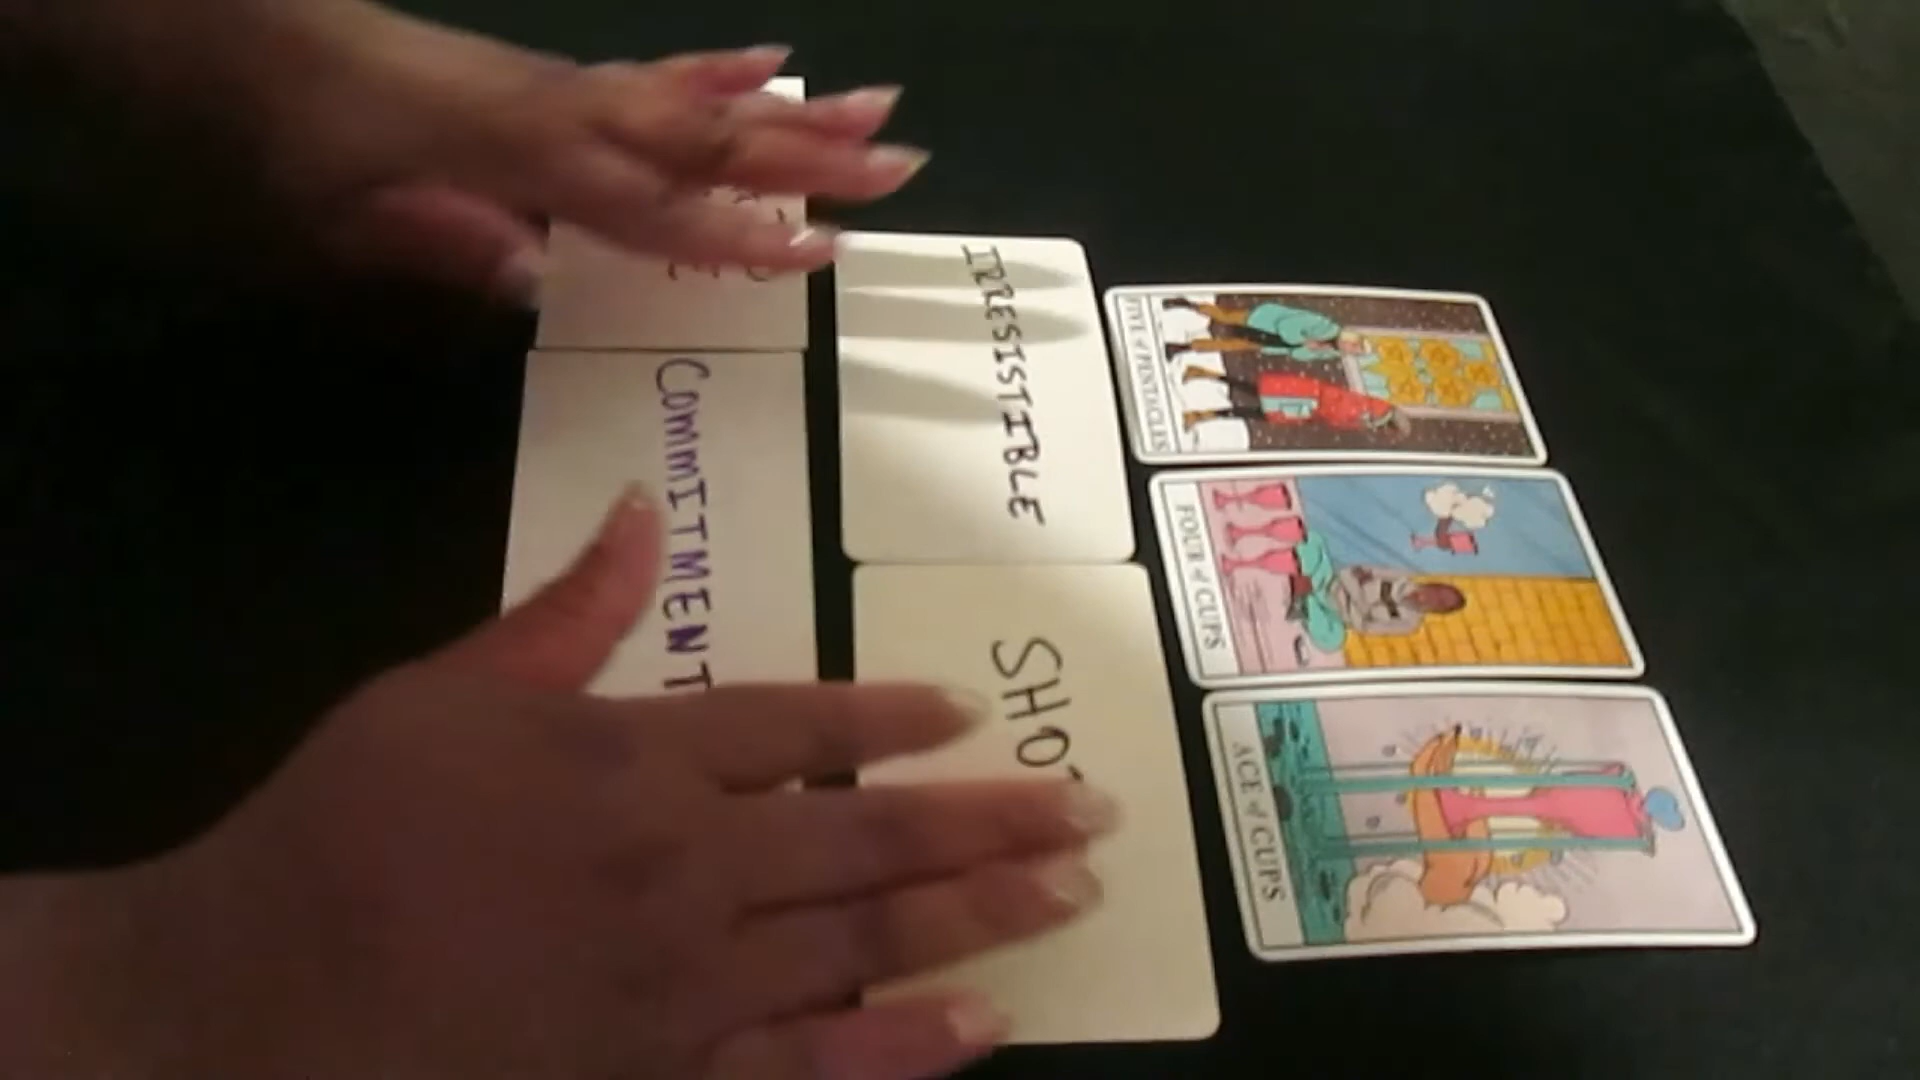 COMMITMENT
IRRESISTIBLE
FIVE of PENTACLES
FOUR of CUPS
ACE of CUPS